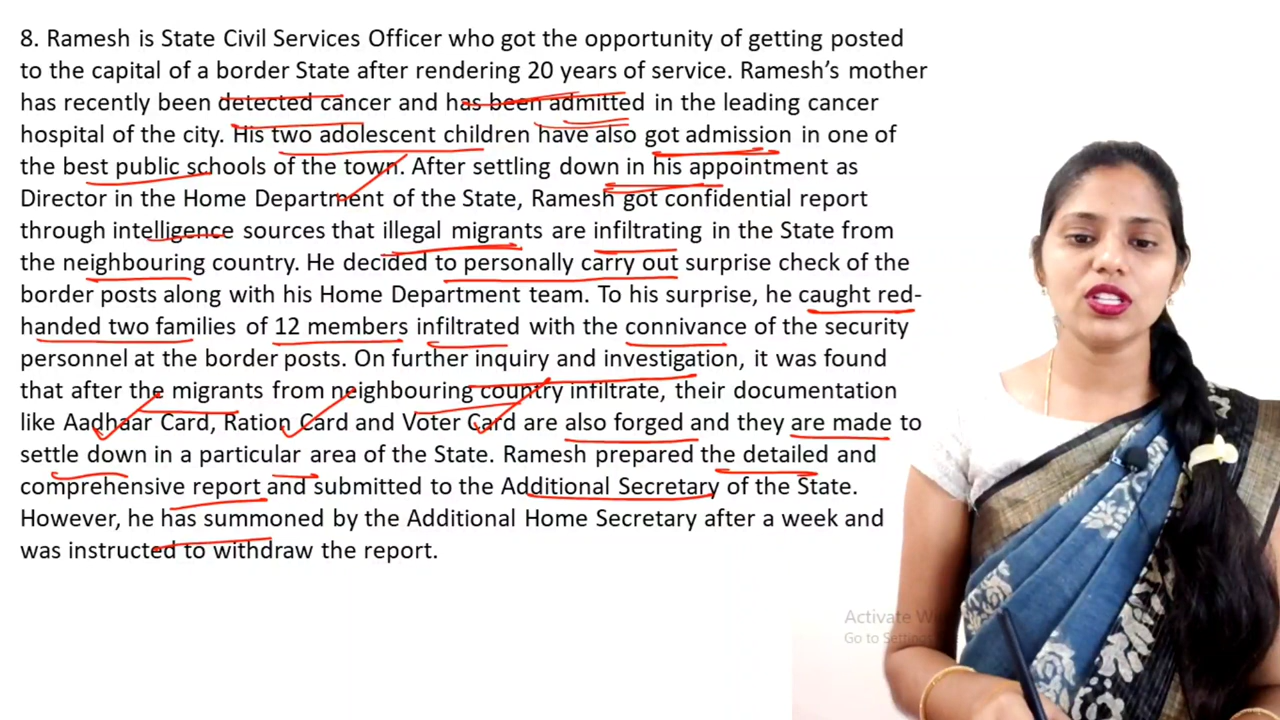 8. Ramesh is State Civil Services Officer who got the opportunity of getting posted
to the capital of a border State after rendering 20 years of service. Ramesh's mother
has recently been detected cancer and has been admitted in the leading cancer
hospital of the city. His two adolescent children have also got admission in one of
the best public schools of the town. After settling down in his appointment as
Director in the Home Department of the State, Ramesh got confidential report
through intelligence sources that illegal migrants are infiltrating in the State from
the neighbouring country. He decided to personally carry out surprise check of the
border posts along with his Home Department team. To his surprise, he caught red-
handed two families of 12 members infiltrated with the connivance of the security
personnel at the border posts. On further inquiry and investigation, it was found
that after the migrants from neighbouring country infiltrate, their documentation
like Aadhaar Card, Ration Card and Voter Card are also forged and they are made to
settle down in a particular area of the State. Ramesh prepared the detailed and
comprehensive report and submitted to the Additional Secretary of the State.
However, he has summoned by the Additional Home Secretary after a week and
was instructed to withdraw the report.
Activate
Go to